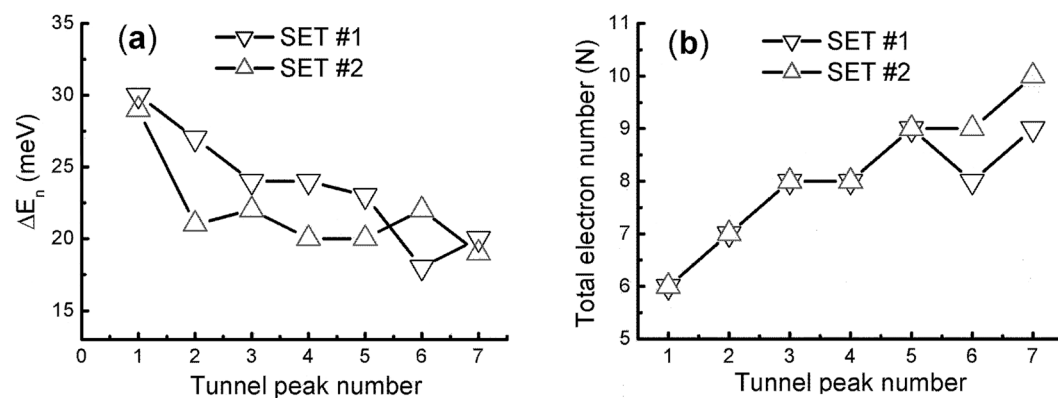 (a)
SET #1
SET #2
ΔEn (meV)
35
30
25
20
15
0 1 2 3 4 5 6 7
Tunnel peak number
(b)
SET #1
SET #2
Total electron number (N)
11
10
9
8
7
6
5
1 2 3 4 5 6 7
Tunnel peak number